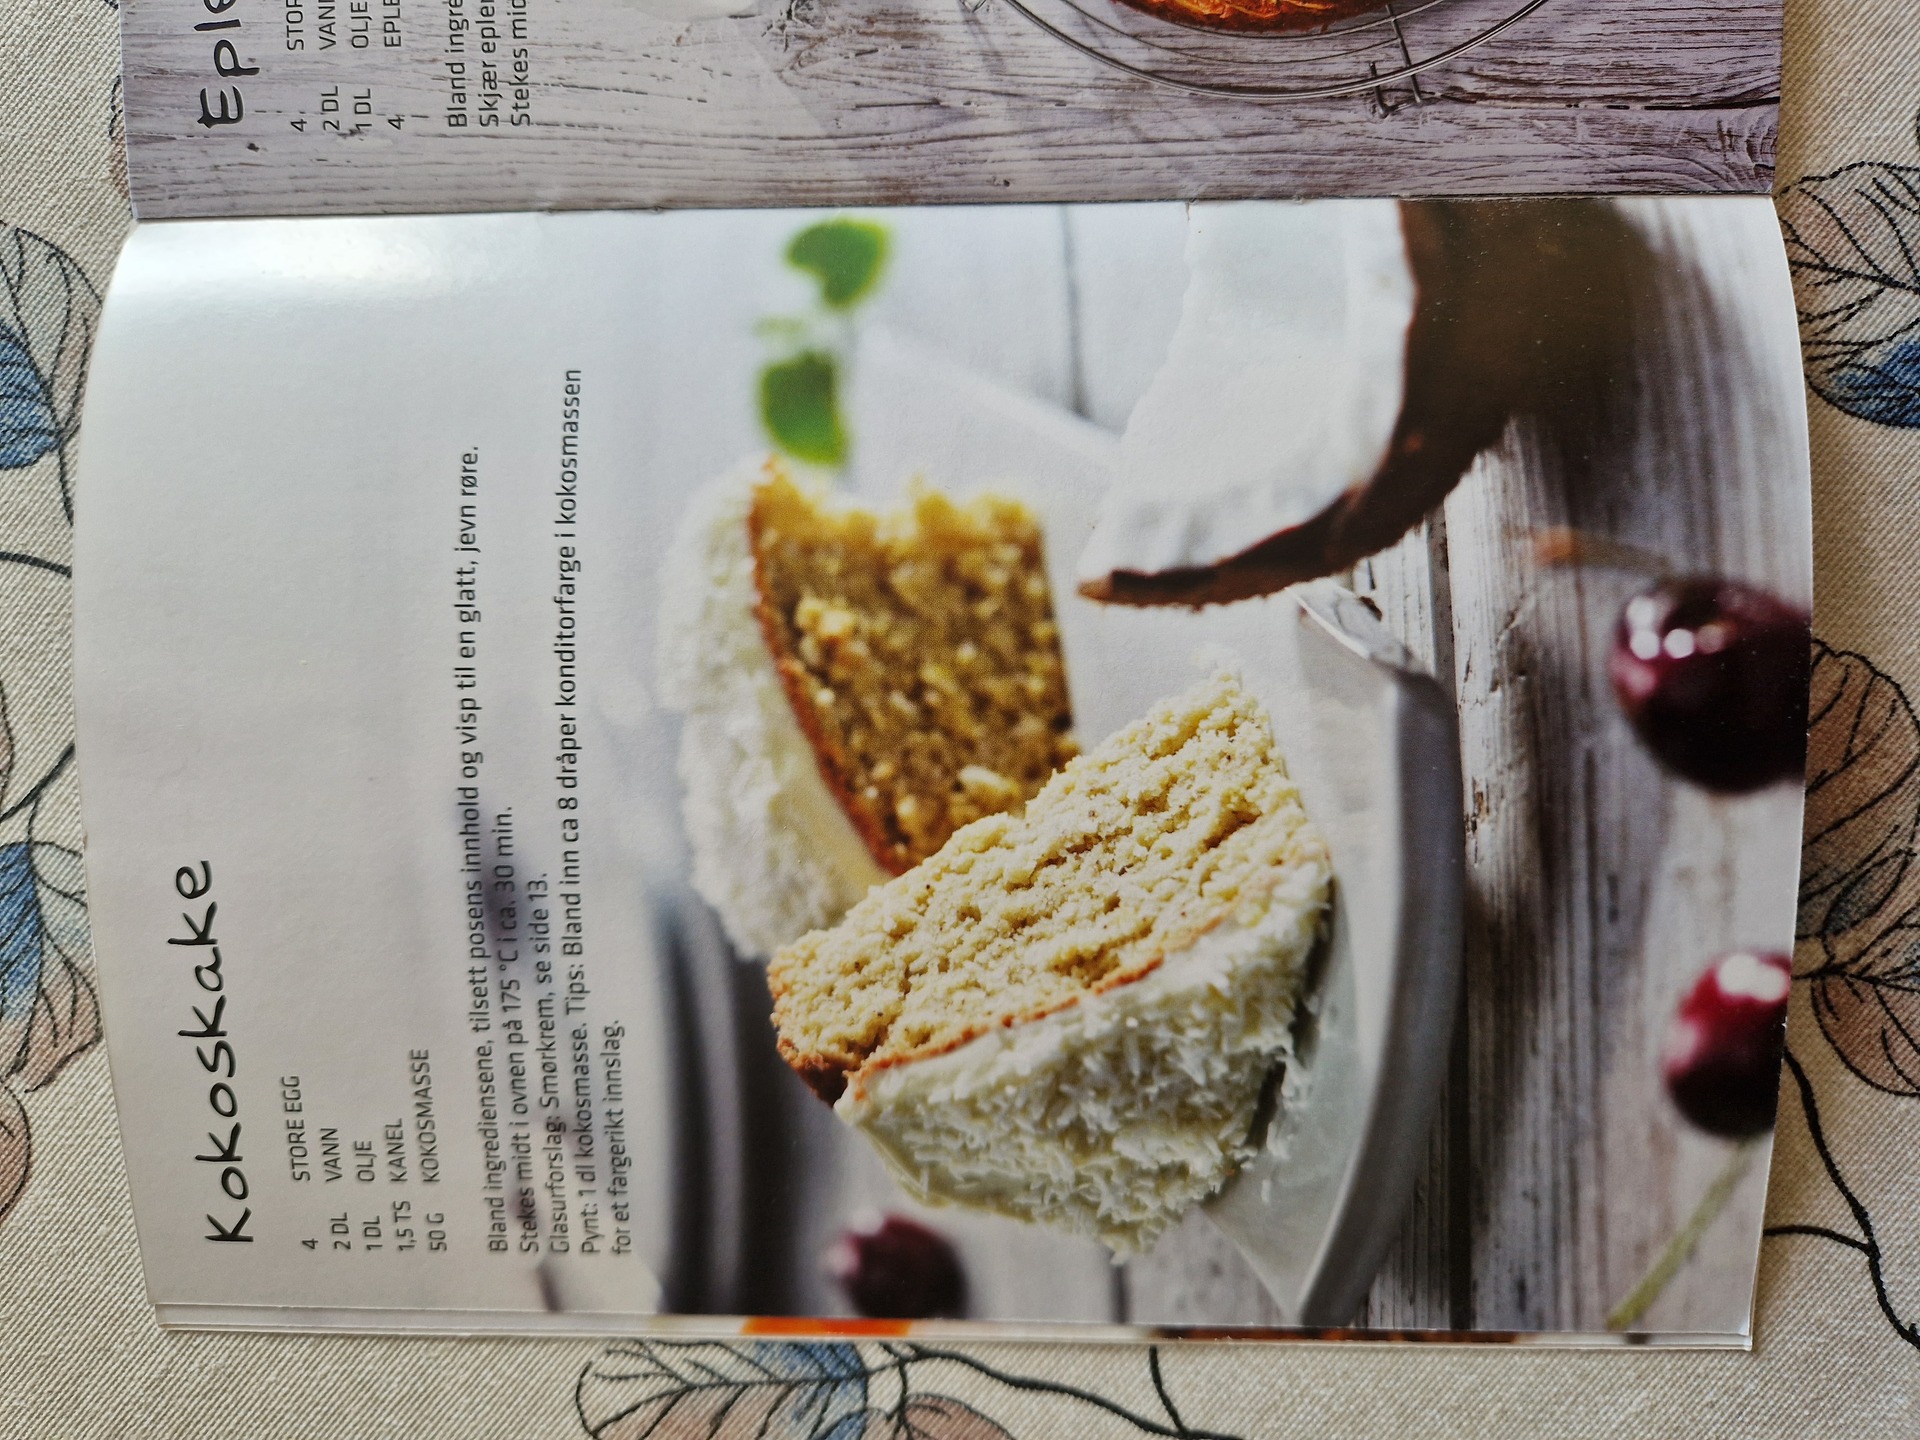 Kokoskake
4 STORE EGG
2 DL VANN
1 DL OLJE
1,5 TS KANEL
50 G KOKOSMASSE
Bland ingrediensene, tilsett posens innhold og visp til en glatt, jevn røre.
Stekes midt i ovnen på 175 °C i ca. 30 min.
Glasurforslag: Smørkrem, se side 13.
Pynt: 1 dl kokosmasse. Tips: Bland inn ca 8 dråper konditorfarge i kokosmassen
for et fargerikt innslag.
Eple
4 STOR
2 DL VANN
1 DL OLJE
4 EPLE
Bland ingre
Skjær epler
Stekes mid